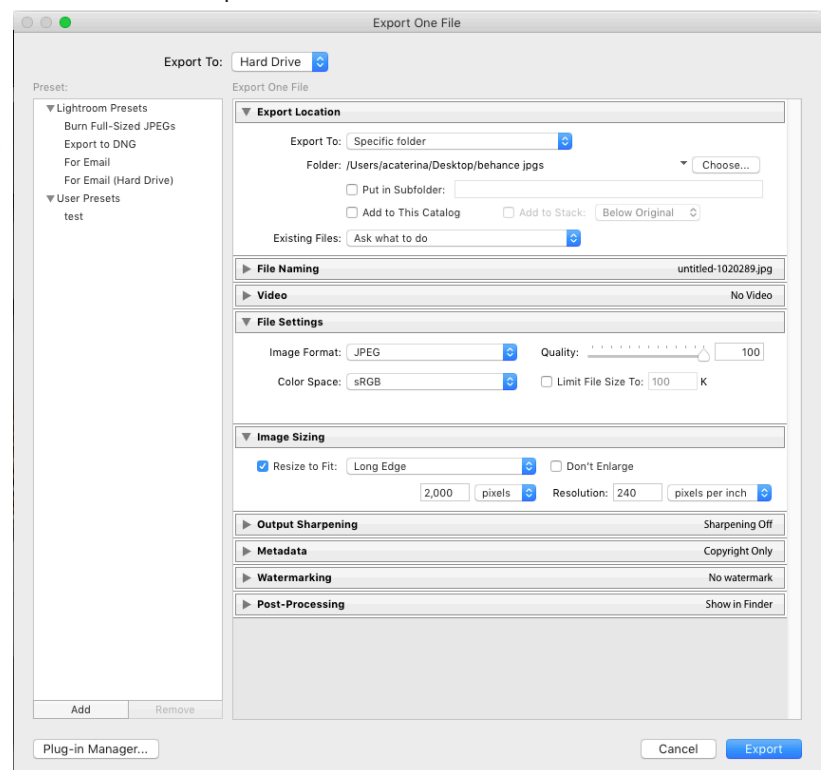 Export One File
Export To: Hard Drive
Preset:
Export One File
Lightroom Presets
Burn Full-Sized JPEGs
Export to DNG
For Email
For Email (Hard Drive)
User Presets
test
Export Location
Export To: Specific folder
Folder: /Users/acaterina/Desktop/behance jpgs Choose...
Put in Subfolder:
Add to This Catalog Add to Stack: Below Original
Existing Files: Ask what to do
File Naming untitled-1020289.jpg
Video No Video
File Settings
Image Format: JPEG Quality: 100
Color Space: sRGB Limit File Size To: 100 K
Image Sizing
Resize to Fit: Long Edge Don't Enlarge
2,000 pixels Resolution: 240 pixels per inch
Output Sharpening Sharpening Off
Metadata Copyright Only
Watermarking No watermark
Post-Processing Show in Finder
Add Remove
Plug-in Manager... Cancel Export